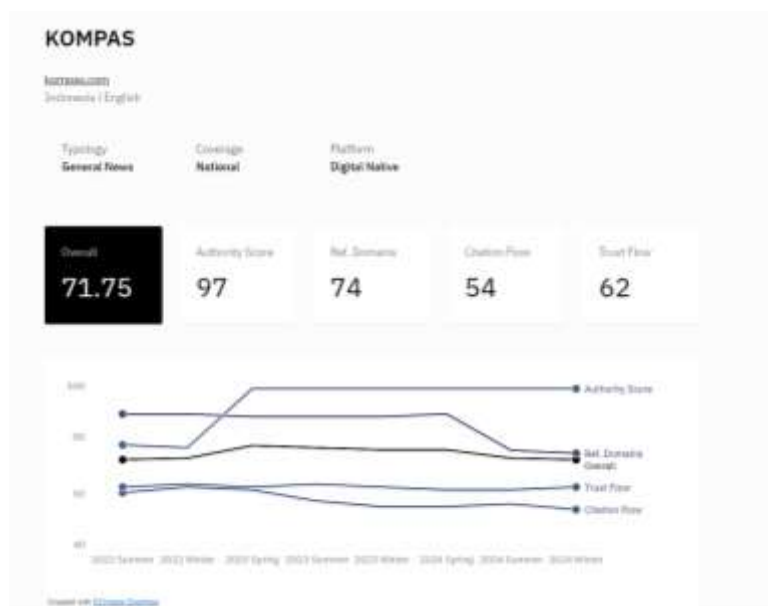 KOMPAS
kompas.com
Indonesia | English
Typology
General News
Coverage
National
Platform
Digital Native
Overall
71.75
Authority Score
97
Ref. Domains
74
Citation Flow
54
Trust Flow
62
100
80
60
40
Authority Score
Ref. Domains
Overall
Trust Flow
Citation Flow
2022 Summer 2022 Winter 2023 Spring 2023 Summer 2023 Winter 2024 Spring 2024 Summer 2024 Winter